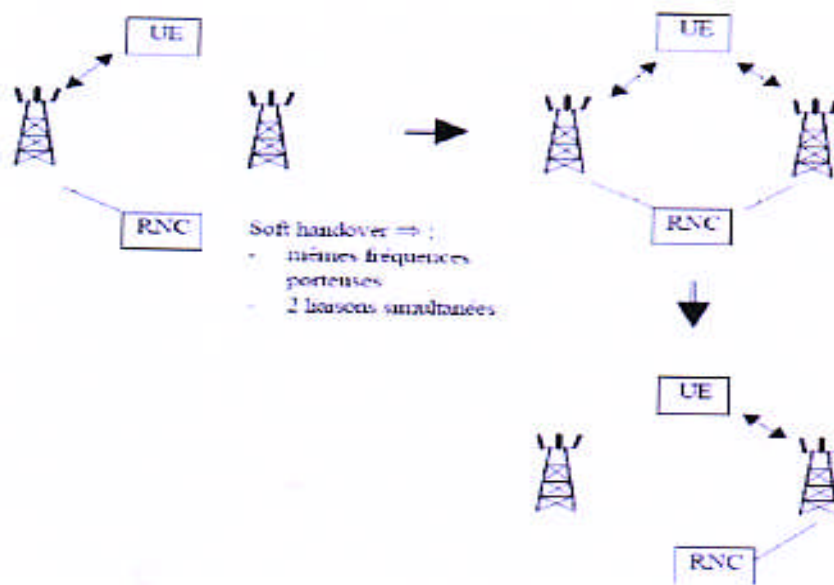 UE
UE
RNC
RNC
Soft handover ⇒ :
- mêmes fréquences
porteuses
- 2 liaisons simultanées
UE
RNC